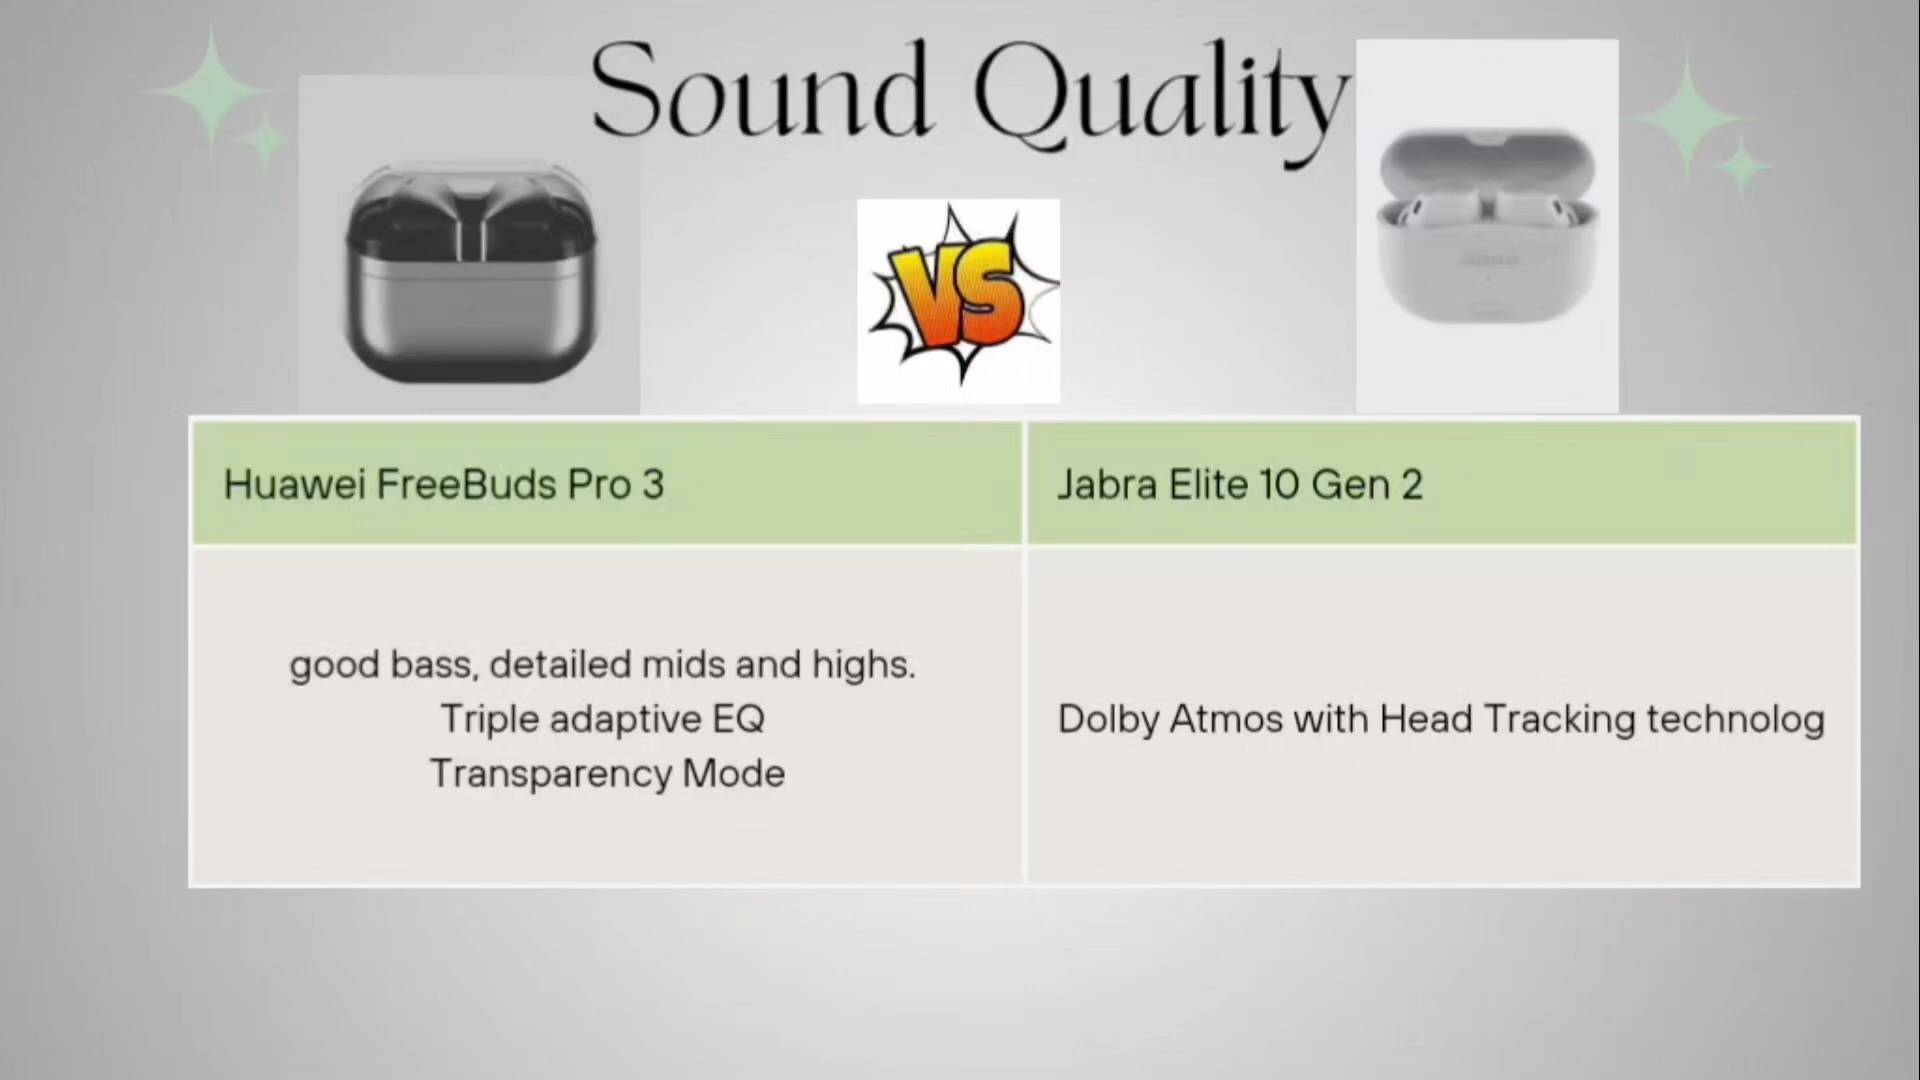 Sound Quality
VS
Huawei FreeBuds Pro 3
Jabra Elite 10 Gen 2
good bass, detailed mids and highs.
Triple adaptive EQ
Transparency Mode
Dolby Atmos with Head Tracking technolog